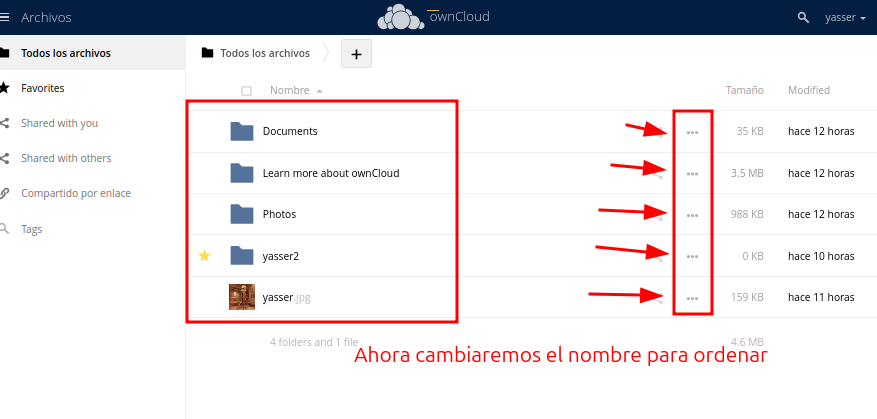 Archivos
ownCloud
yasser
Todos los archivos
Todos los archivos
+
Favorites
Nombre
Tamaño
Modified
Shared with you
Documents
35 KB
hace 12 horas
Shared with others
Learn more about ownCloud
3.5 MB
hace 12 horas
Compartido por enlace
Photos
988 KB
hace 12 horas
Tags
yasser2
0 KB
hace 10 horas
yasser.jpg
159 KB
hace 11 horas
4 folders and 1 file
4.6 MB
Ahora cambiaremos el nombre para ordenar